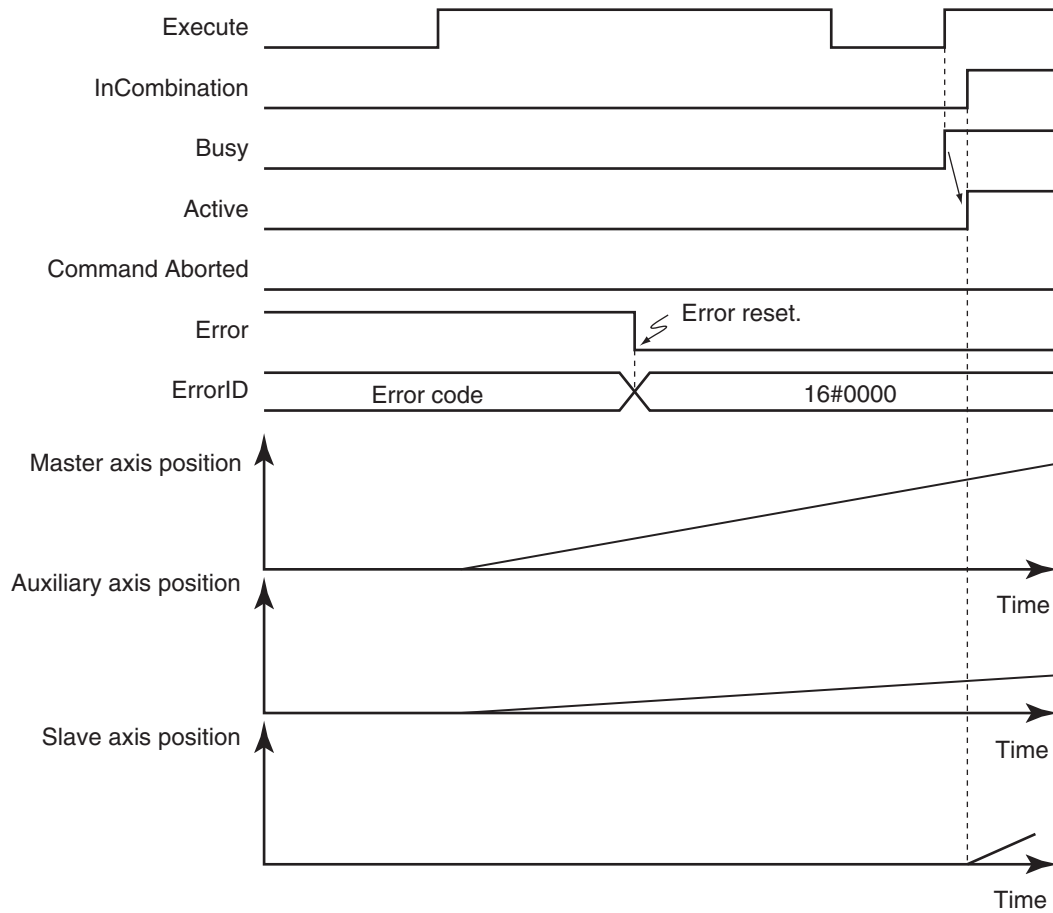 Execute
InCombination
Busy
Active
Command Aborted
Error
Error reset.
ErrorID
Error code
16#0000
Master axis position
Time
Auxiliary axis position
Time
Slave axis position
Time